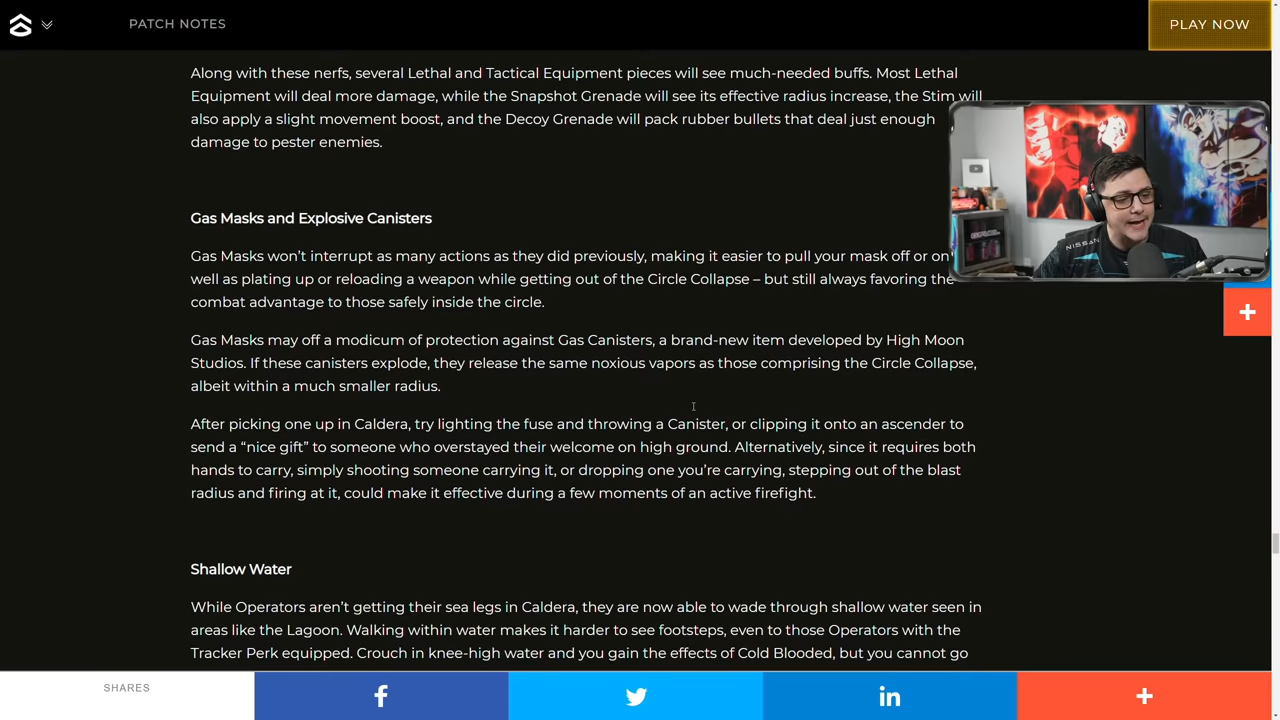 PATCH NOTES
PLAY NOW
Along with these nerfs, several Lethal and Tactical Equipment pieces will see much-needed buffs. Most Lethal
Equipment will deal more damage, while the Snapshot Grenade will see its effective radius increase, the Stim will
also apply a slight movement boost, and the Decoy Grenade will pack rubber bullets that deal just enough
damage to pester enemies.
Gas Masks and Explosive Canisters
Gas Masks won't interrupt as many actions as they did previously, making it easier to pull your mask off or on
well as plating up or reloading a weapon while getting out of the Circle Collapse – but still always favoring the
combat advantage to those safely inside the circle.
Gas Masks may off a modicum of protection against Gas Canisters, a brand-new item developed by High Moon
Studios. If these canisters explode, they release the same noxious vapors as those comprising the Circle Collapse,
albeit within a much smaller radius.
After picking one up in Caldera, try lighting the fuse and throwing a Canister, or clipping it onto an ascender to
send a “nice gift” to someone who overstayed their welcome on high ground. Alternatively, since it requires both
hands to carry, simply shooting someone carrying it, or dropping one you’re carrying, stepping out of the blast
radius and firing at it, could make it effective during a few moments of an active firefight.
Shallow Water
While Operators aren’t getting their sea legs in Caldera, they are now able to wade through shallow water seen in
areas like the Lagoon. Walking within water makes it harder to see footsteps, even to those Operators with the
Tracker Perk equipped. Crouch in knee-high water and you gain the effects of Cold Blooded, but you cannot go
NISSAN
SHARES